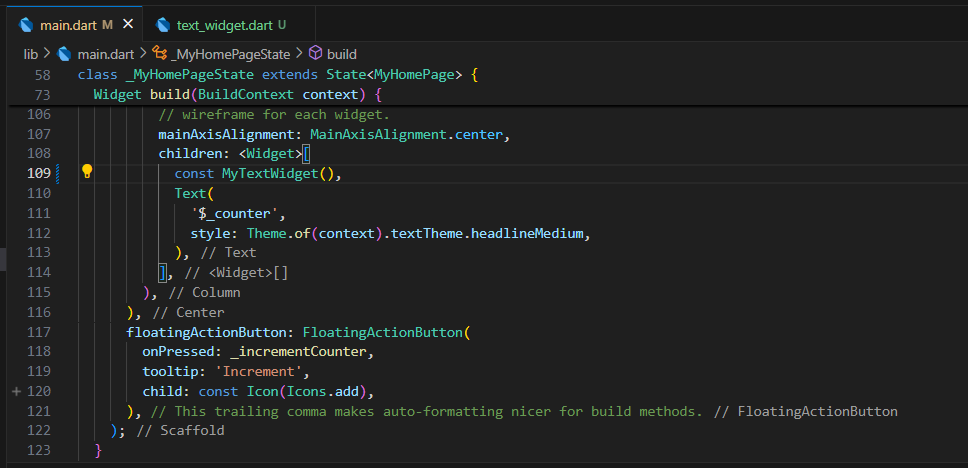 main.dart M
text_widget.dart U
lib > main.dart > _MyHomePageState > build
58 class _MyHomePageState extends State<MyHomePage> {
73 Widget build(BuildContext context) {
106 // wireframe for each widget.
107 mainAxisAlignment: MainAxisAlignment.center,
108 children: <Widget>[
109 const MyTextWidget(),
110 Text(
111 '$_counter',
112 style: Theme.of(context).textTheme.headlineMedium,
113 ), // Text
114 ], // <Widget>[]
115 ), // Column
116 ), // Center
117 floatingActionButton: FloatingActionButton(
118 onPressed: _incrementCounter,
119 tooltip: 'Increment',
120 child: const Icon(Icons.add),
121 ), // This trailing comma makes auto-formatting nicer for build methods. // FloatingActionButton
122 ); // Scaffold
123 }